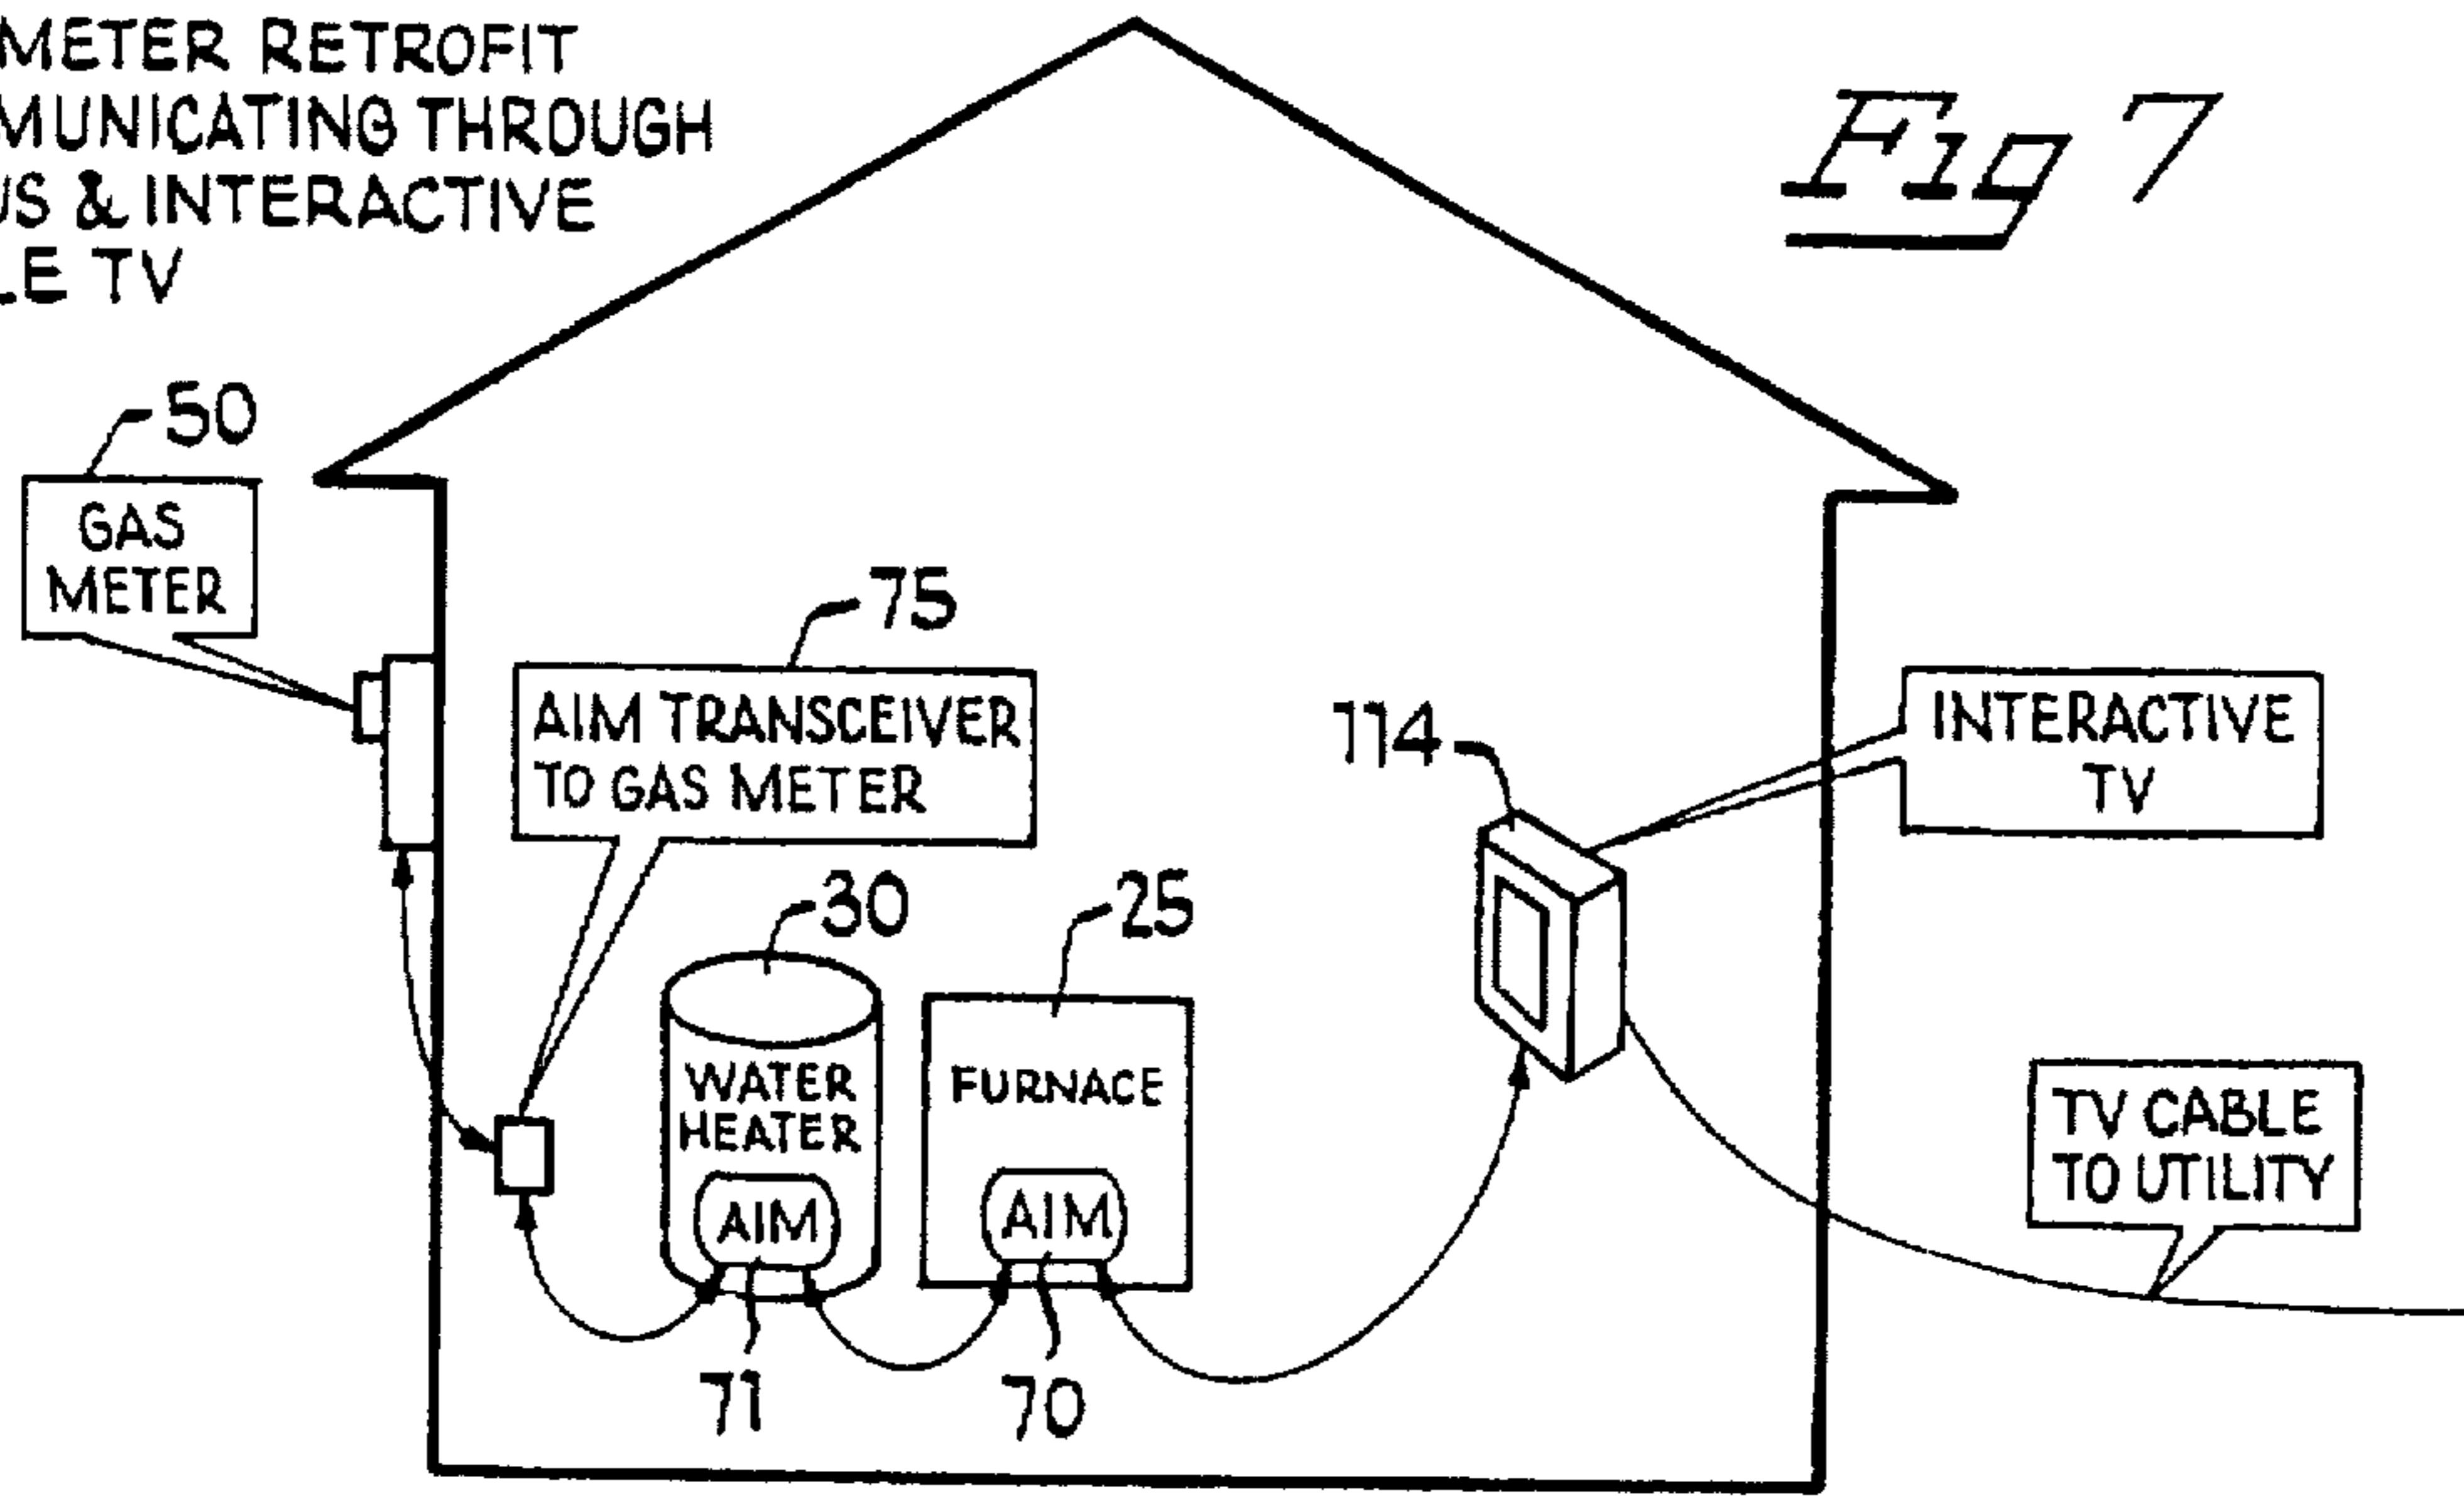 METER RETROFIT
MUNICATING THROUGH
US & INTERACTIVE
LE TV
Fig 7
50
GAS
METER
75
AIM TRANSCEIVER
TO GAS METER
114
INTERACTIVE
TV
30
25
WATER
HEATER
FURNACE
AIM
AIM
TV CABLE
TO UTILITY
71
70